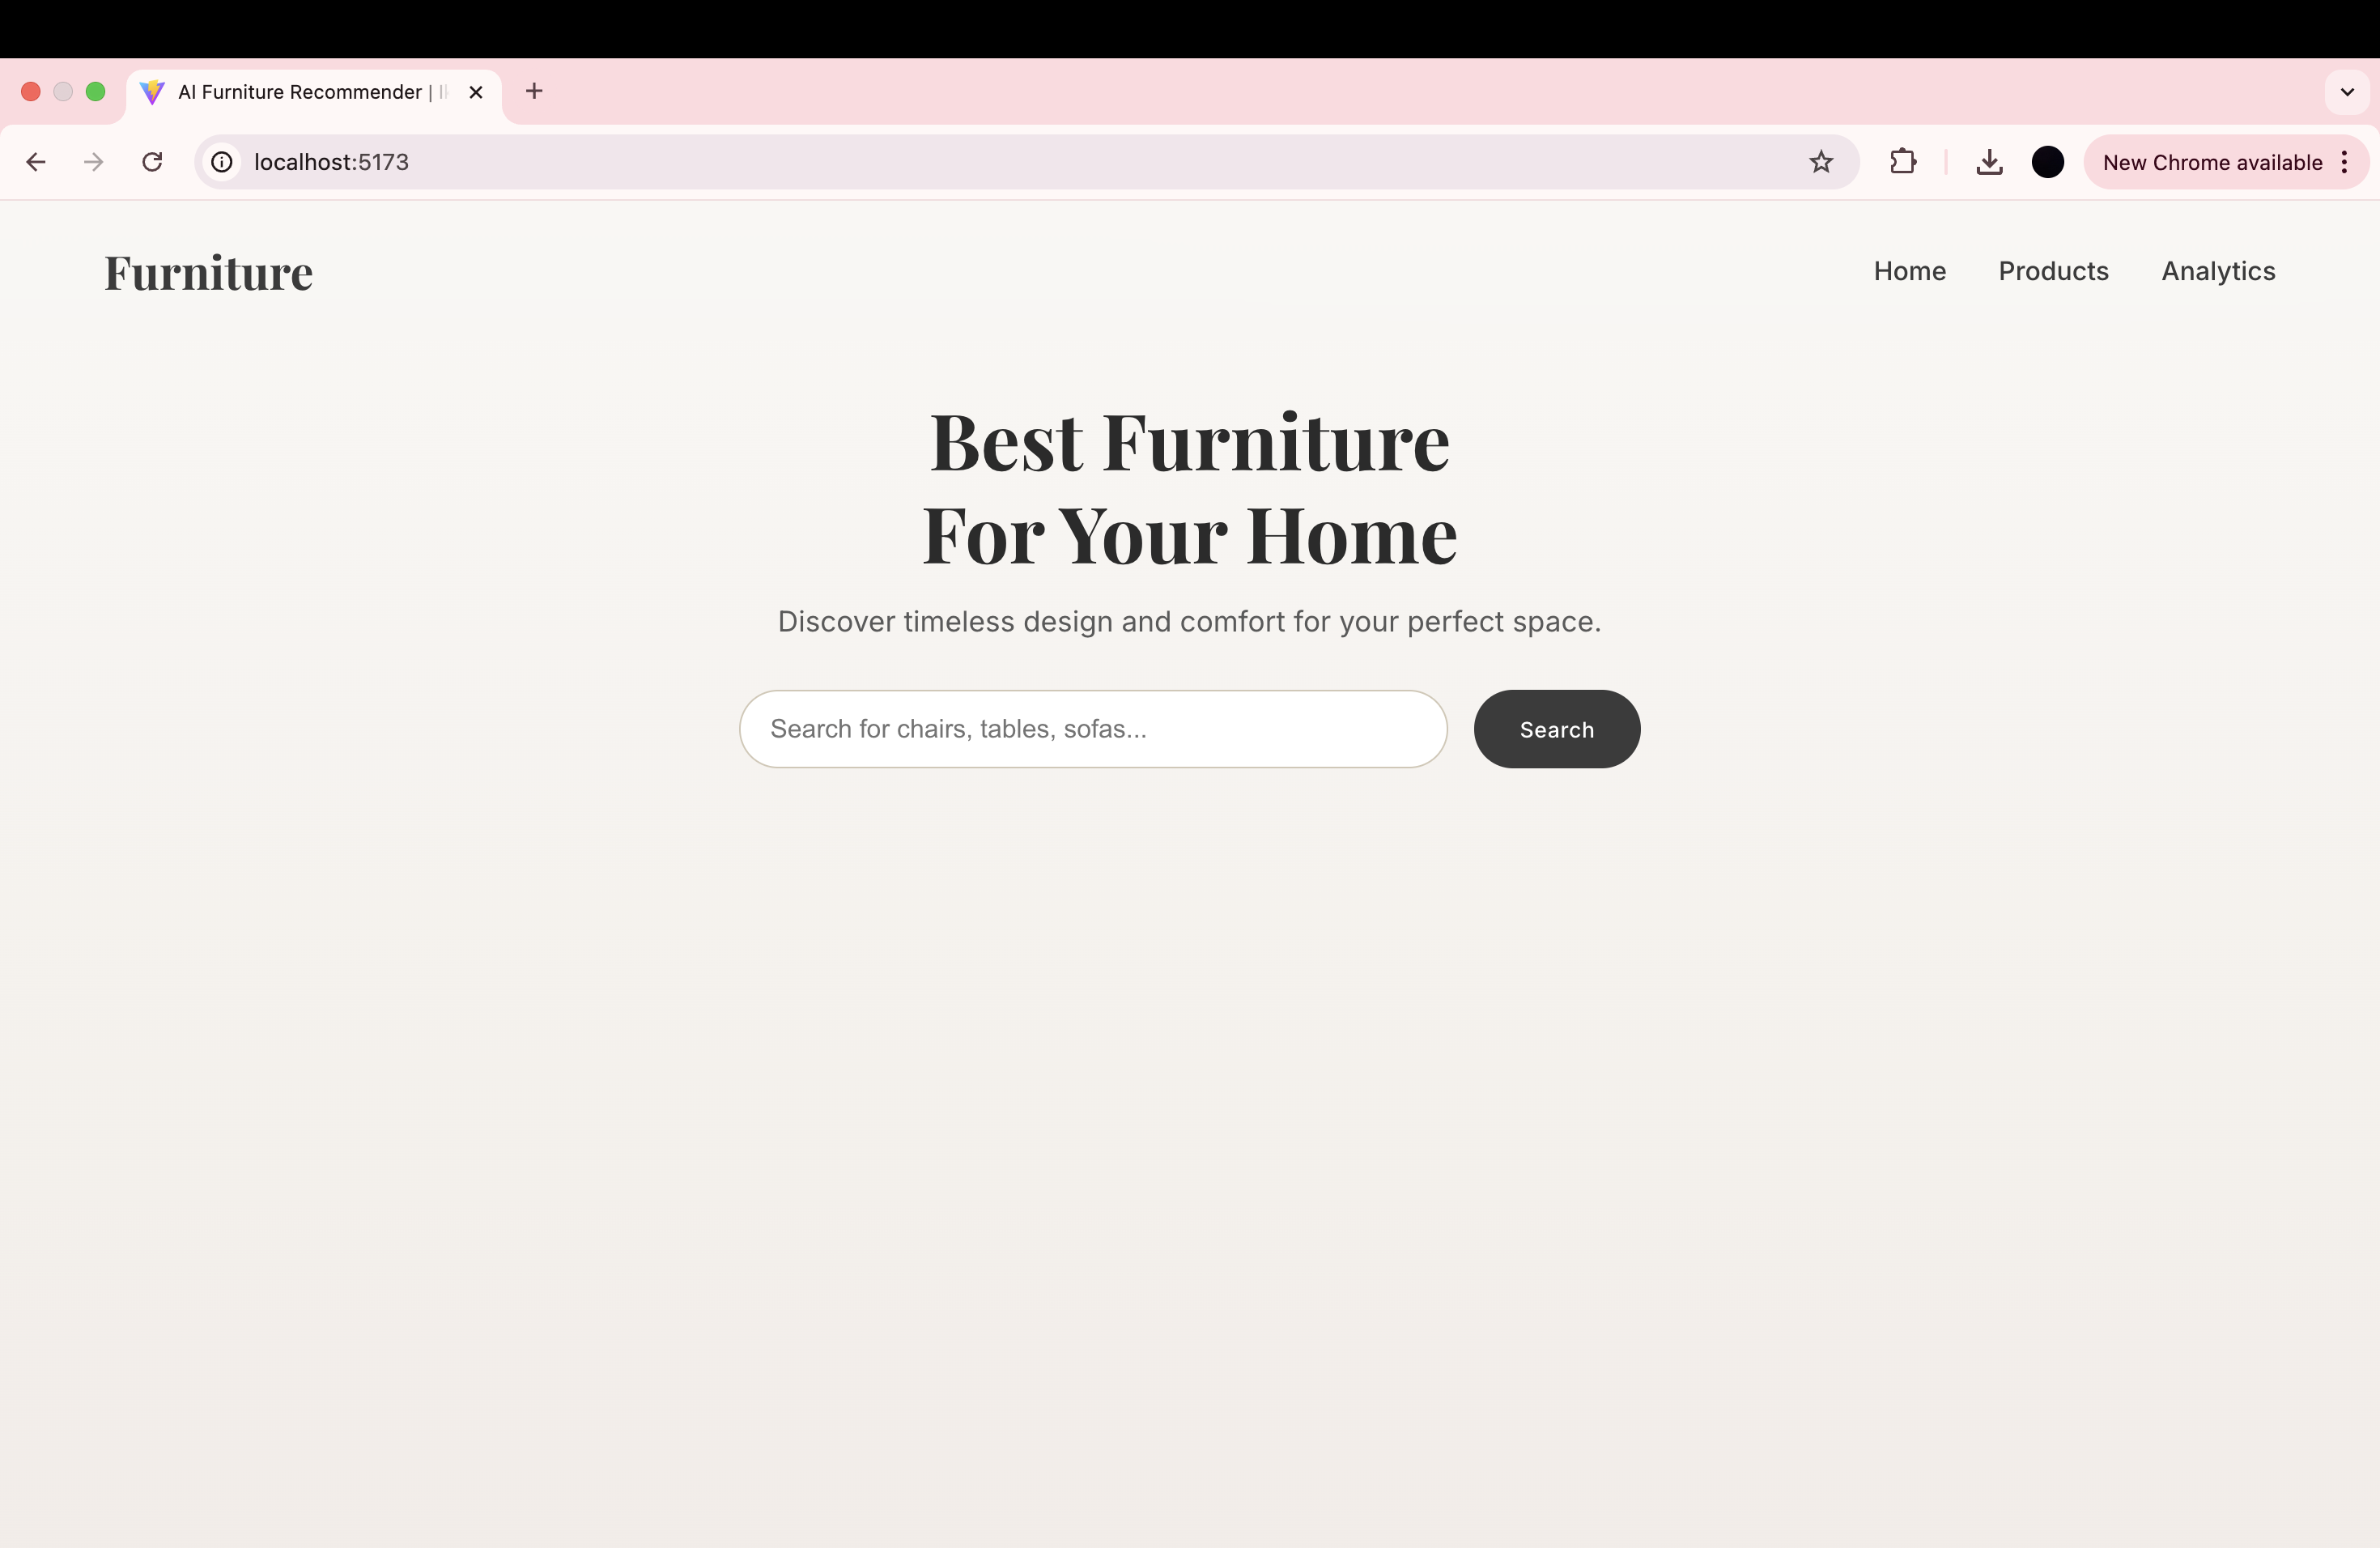 AI Furniture Recommender |
localhost:5173
New Chrome available
Furniture
Home Products Analytics
Best Furniture
For Your Home
Discover timeless design and comfort for your perfect space.
Search for chairs, tables, sofas...
Search